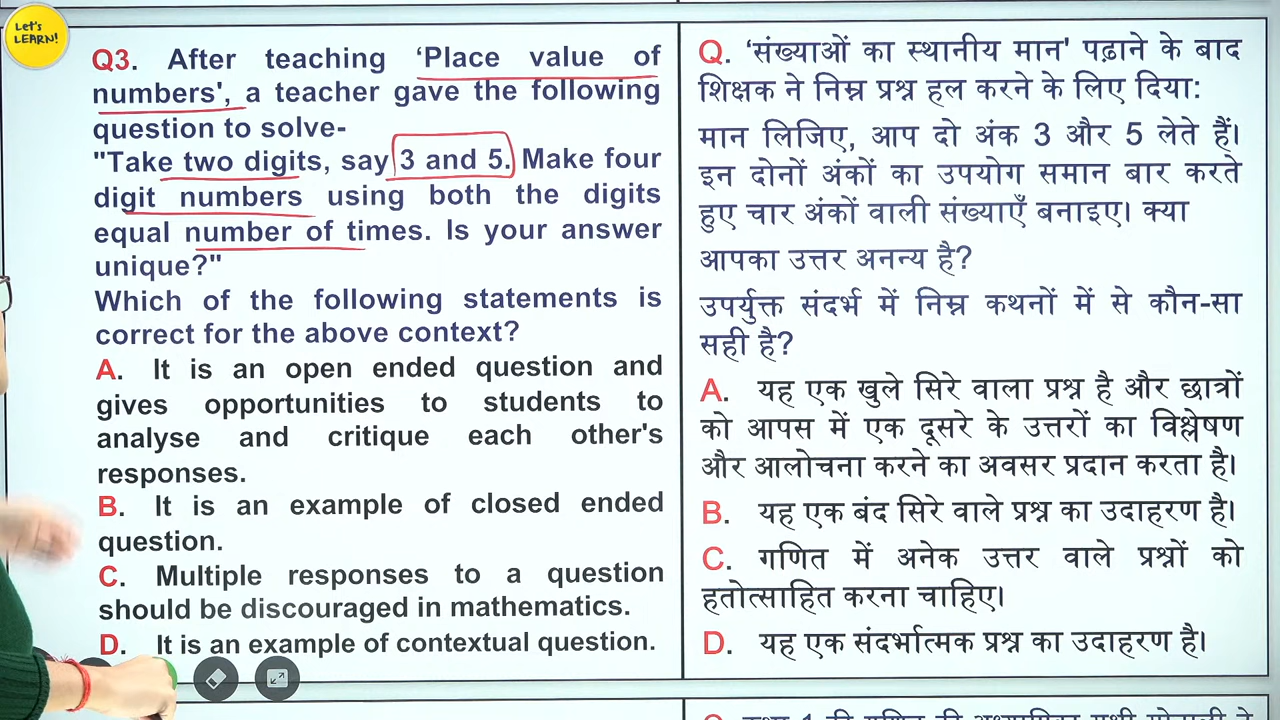 Let's
LEARN!
Q3. After teaching ‘Place value of
numbers', a teacher gave the following
question to solve-
"Take two digits, say 3 and 5. Make four
digit numbers using both the digits
equal number of times. Is your answer
unique?"
Which of the following statements is
correct for the above context?
A. It is an open ended question and
gives opportunities to students to
analyse and critique each other's
responses.
B. It is an example of closed ended
question.
C. Multiple responses to a question
should be discouraged in mathematics.
D. It is an example of contextual question.
Q. ‘संख्याओं का स्थानीय मान' पढ़ाने के बाद
शिक्षक ने निम्न प्रश्न हल करने के लिए दिया:
मान लिजिए, आप दो अंक 3 और 5 लेते हैं।
इन दोनों अंकों का उपयोग समान बार करते
हुए चार अंकों वाली संख्याएँ बनाइए। क्या
आपका उत्तर अनन्य है?
उपर्युक्त संदर्भ में निम्न कथनों में से कौन-सा
सही है?
A. यह एक खुले सिरे वाला प्रश्न है और छात्रों
को आपस में एक दूसरे के उत्तरों का विश्लेषण
और आलोचना करने का अवसर प्रदान करता है।
B. यह एक बंद सिरे वाले प्रश्न का उदाहरण है।
C. गणित में अनेक उत्तर वाले प्रश्नों को
हतोत्साहित करना चाहिए।
D. यह एक संदर्भात्मक प्रश्न का उदाहरण है।